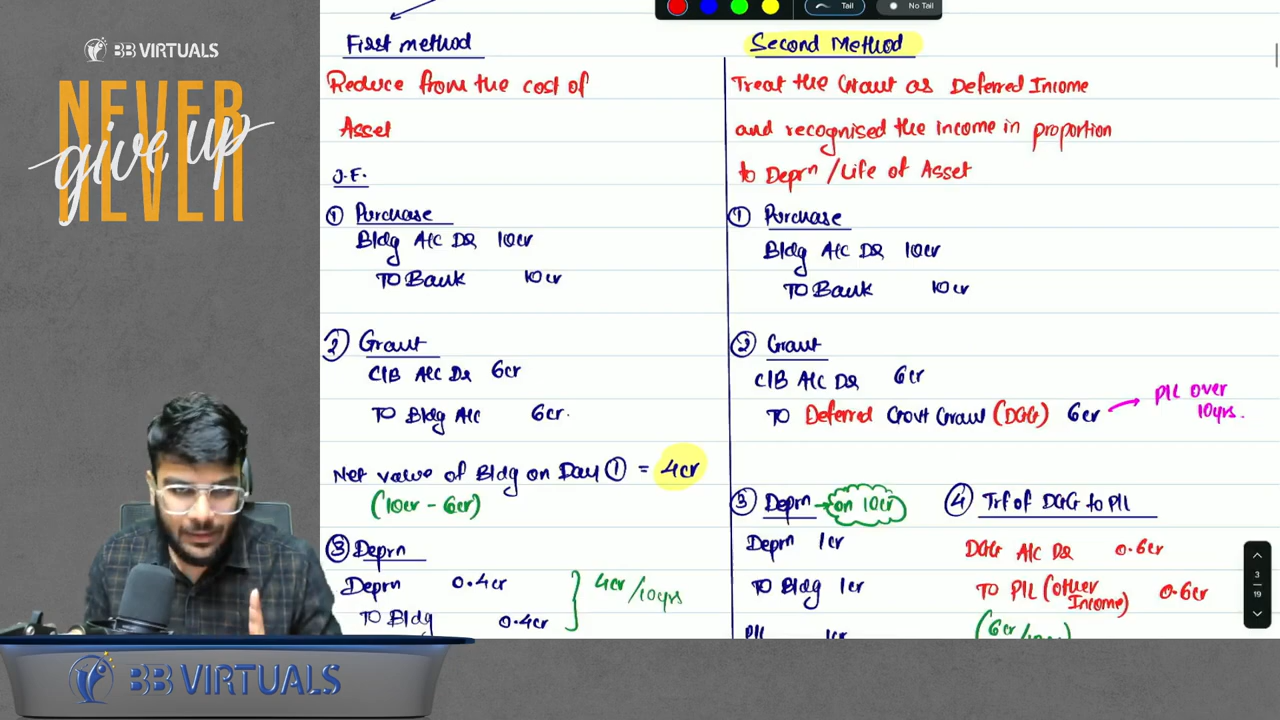 BB VIRTUALS
NEVER
give up
NEVER
Tail
No Tail
First method
Reduce from the cost of
Asset
J.E.
① Purchase
Bldg A/C DR 10cr
TO Bank 10cr
② Grant
C/B A/C Dr 6cr
TO Bldg A/C 6cr.
Net value of Bldg on Day ① = 4cr
(10cr - 6cr)
③ Deprn
Deprn 0.4cr
TO Bldg 0.4cr
4cr/10yrs
Second Method
Treat the Grant as Deferred Income
and recognised the income in proportion
to Deprn /Life of Asset
① Purchase
Bldg A/C DR 10cr
TO Bank 10cr
② Grant
C/B A/C DR 6cr
TO Deferred Govt Grant (DGG) 6cr
P/L over
10yrs.
③ Deprn → on 10cr
Deprn 1cr
TO Bldg 1cr
P/L 1cr
④ Trf of DGG to P/L
DGG A/C DR 0.6cr
TO P/L (other
Income) 0.6cr
3
19
BB VIRTUALS